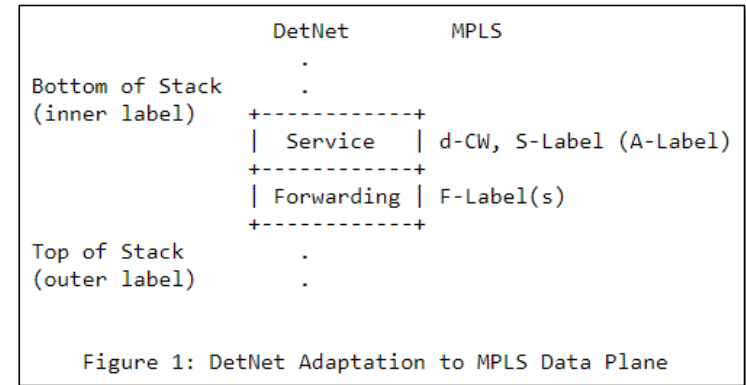 DetNet MPLS
.
Bottom of Stack .
(inner label) +------------+
| Service | d-CW, S-Label (A-Label)
+------------+
| Forwarding | F-Label(s)
+------------+
Top of Stack .
(outer label) .
Figure 1: DetNet Adaptation to MPLS Data Plane